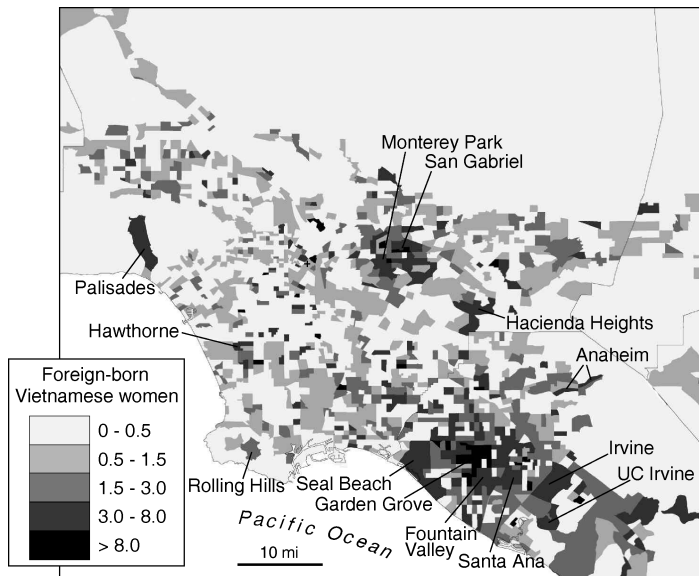 Monterey Park
San Gabriel
Palisades
Hawthorne
Hacienda Heights
Anaheim
Foreign-born
Vietnamese women
0 - 0.5
0.5 - 1.5
1.5 - 3.0
3.0 - 8.0
> 8.0
Irvine
UC Irvine
Rolling Hills
Seal Beach
Garden Grove
Fountain
Valley
Santa Ana
Pacific Ocean
10 mi